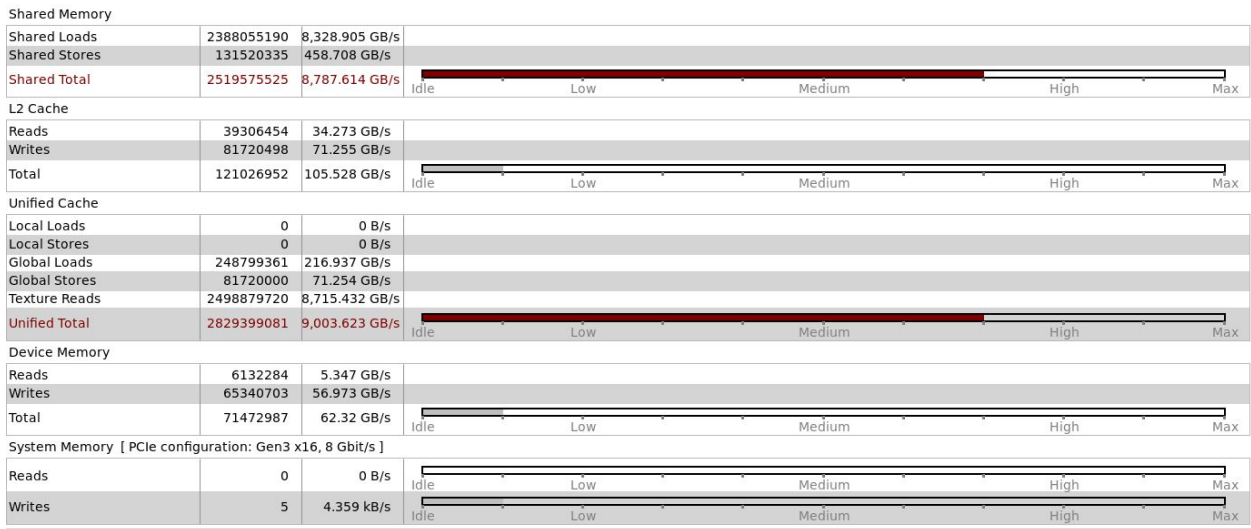 Shared Memory
Shared Loads 2388055190 8,328.905 GB/s
Shared Stores 131520335 458.708 GB/s
Shared Total 2519575525 8,787.614 GB/s
Idle Low Medium High Max
L2 Cache
Reads 39306454 34.273 GB/s
Writes 81720498 71.255 GB/s
Total 121026952 105.528 GB/s
Idle Low Medium High Max
Unified Cache
Local Loads 0 0 B/s
Local Stores 0 0 B/s
Global Loads 248799361 216.937 GB/s
Global Stores 81720000 71.254 GB/s
Texture Reads 2498879720 8,715.432 GB/s
Unified Total 2829399081 9,003.623 GB/s
Idle Low Medium High Max
Device Memory
Reads 6132284 5.347 GB/s
Writes 65340703 56.973 GB/s
Total 71472987 62.32 GB/s
Idle Low Medium High Max
System Memory [ PCIe configuration: Gen3 x16, 8 Gbit/s ]
Reads 0 0 B/s
Idle Low Medium High Max
Writes 5 4.359 kB/s
Idle Low Medium High Max